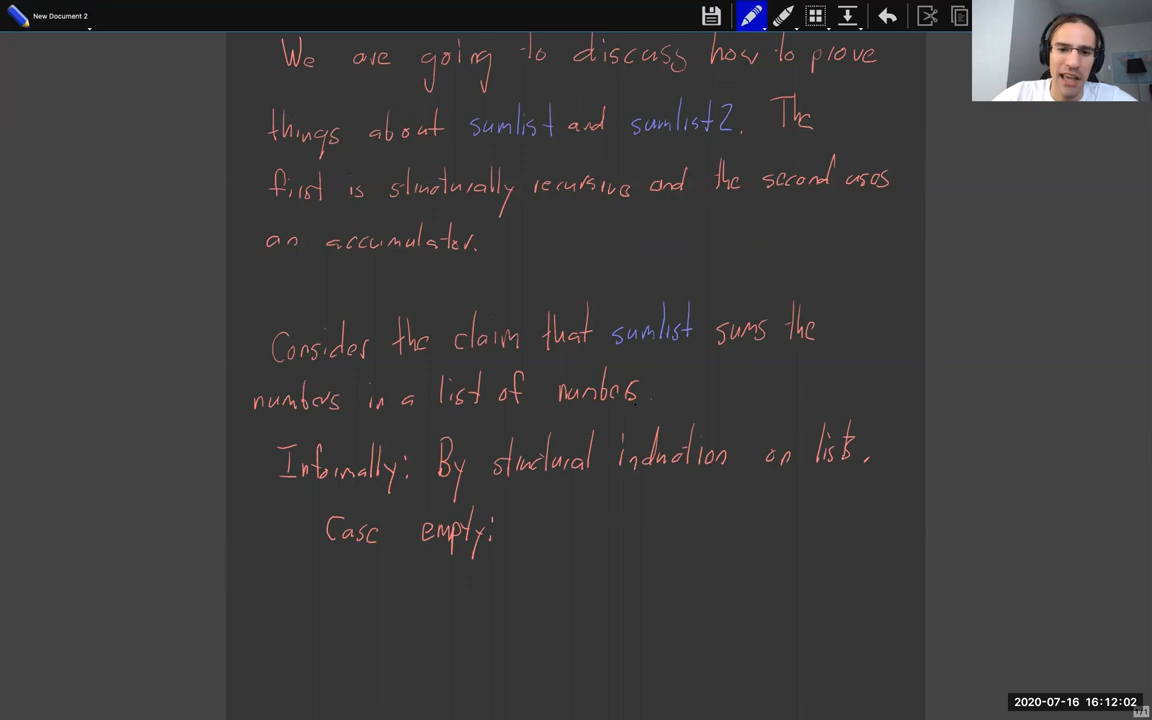 New Document 2
We are going to discuss how to prove
things about sumlist and sumlist2. The
first is structurally recursive and the second uses
an accumulator.
Consider the claim that sumlist sums the
numbers in a list of numbers.
Informally: By structural induction on lists.
Case empty:
2020-07-16 16:12:02